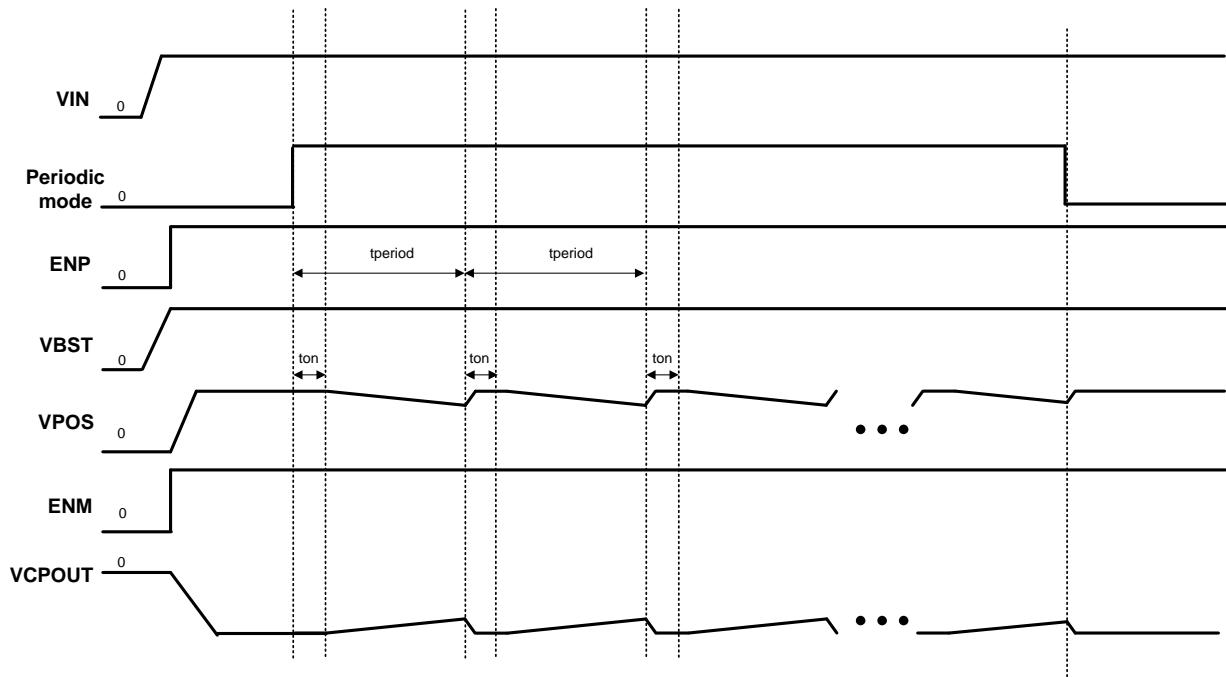 VIN
0
Periodic
mode
0
ENP
0
tperiod
tperiod
VBST
0
ton
ton
ton
VPOS
0
ENM
0
VCPOUT
0